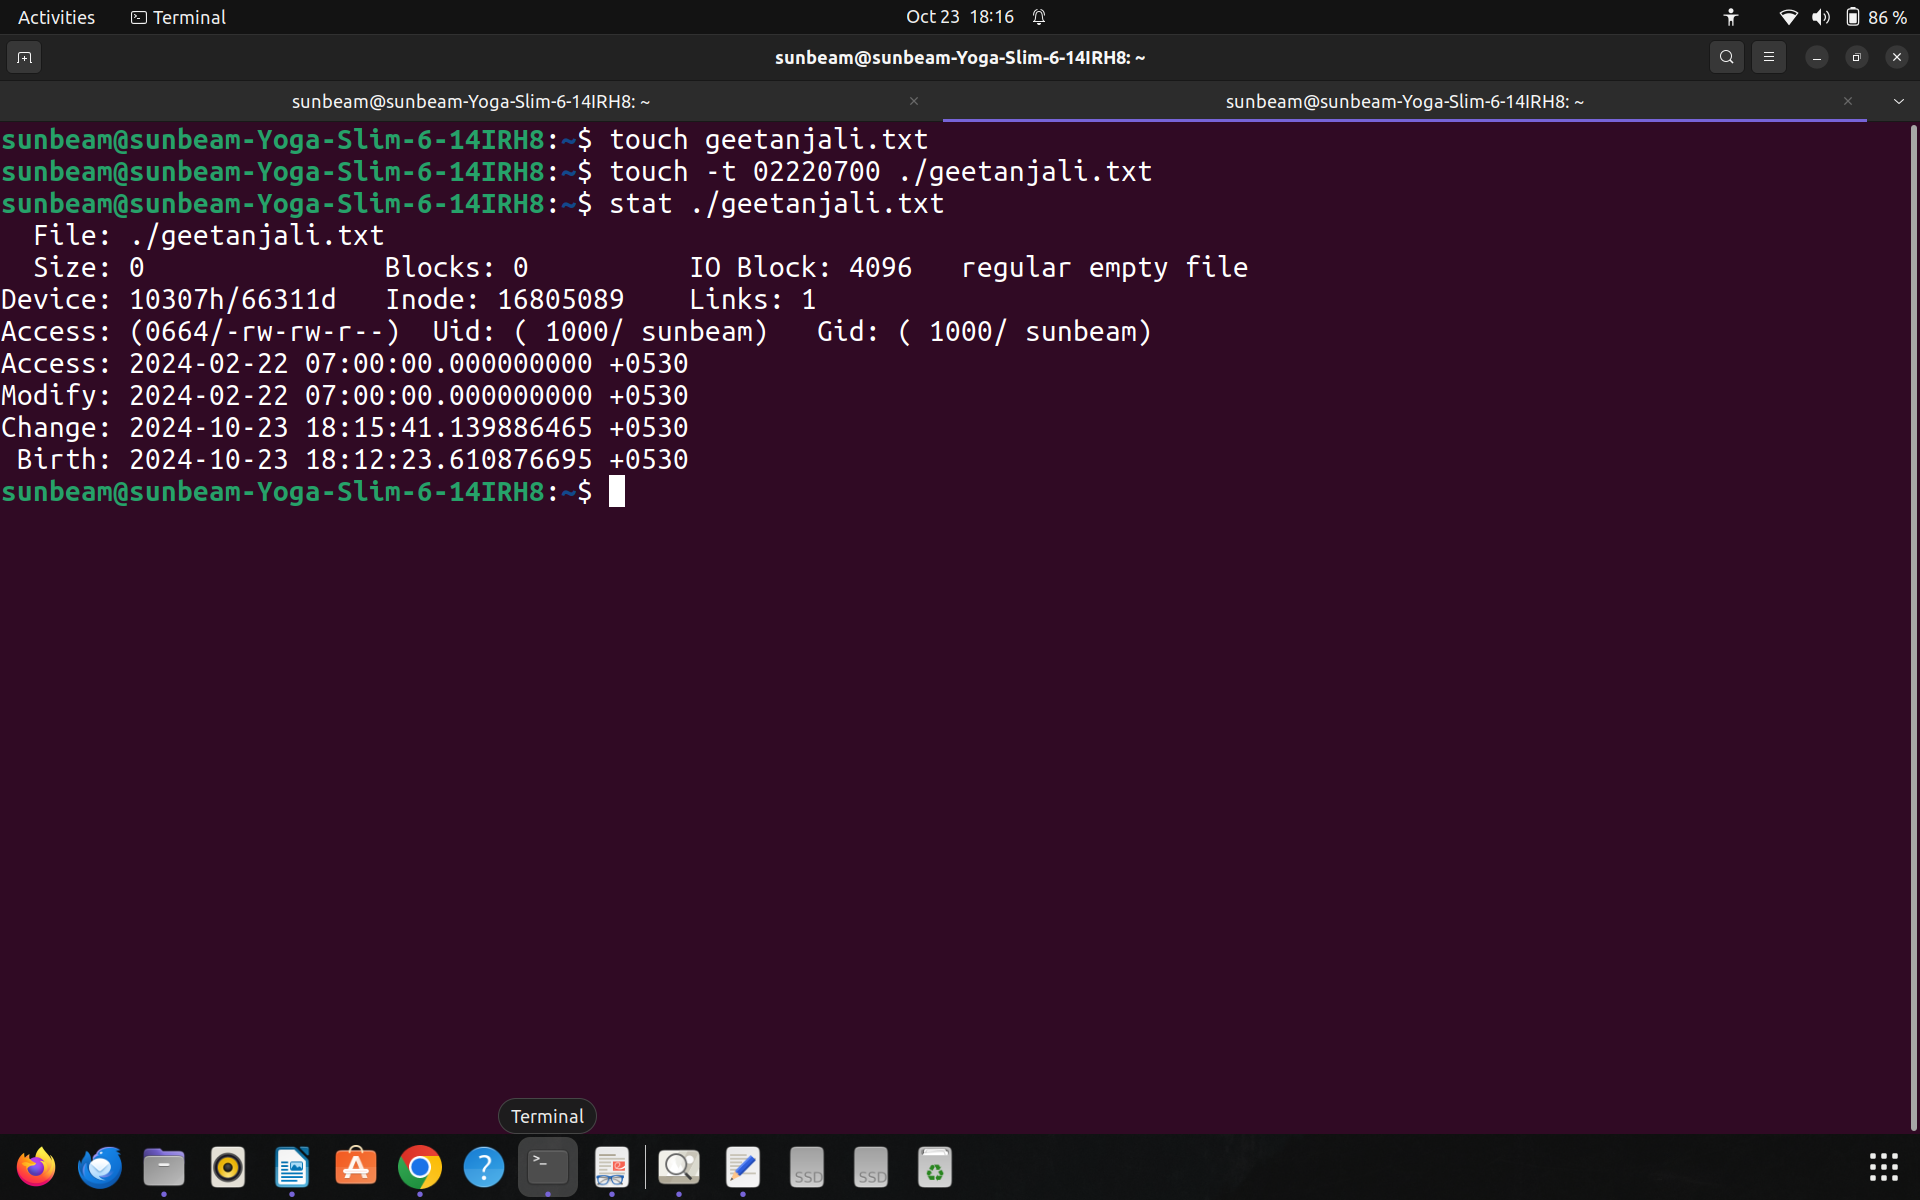 Activities Terminal Oct 23 18:16 86 %
sunbeam@sunbeam-Yoga-Slim-6-14IRH8: ~
sunbeam@sunbeam-Yoga-Slim-6-14IRH8: ~ sunbeam@sunbeam-Yoga-Slim-6-14IRH8: ~
sunbeam@sunbeam-Yoga-Slim-6-14IRH8:~$ touch geetanjali.txt
sunbeam@sunbeam-Yoga-Slim-6-14IRH8:~$ touch -t 02220700 ./geetanjali.txt
sunbeam@sunbeam-Yoga-Slim-6-14IRH8:~$ stat ./geetanjali.txt
  File: ./geetanjali.txt
  Size: 0               Blocks: 0          IO Block: 4096   regular empty file
Device: 10307h/66311d   Inode: 16805089    Links: 1
Access: (0664/-rw-rw-r--)  Uid: ( 1000/ sunbeam)   Gid: ( 1000/ sunbeam)
Access: 2024-02-22 07:00:00.000000000 +0530
Modify: 2024-02-22 07:00:00.000000000 +0530
Change: 2024-10-23 18:15:41.139886465 +0530
 Birth: 2024-10-23 18:12:23.610876695 +0530
sunbeam@sunbeam-Yoga-Slim-6-14IRH8:~$
Terminal
SSD SSD